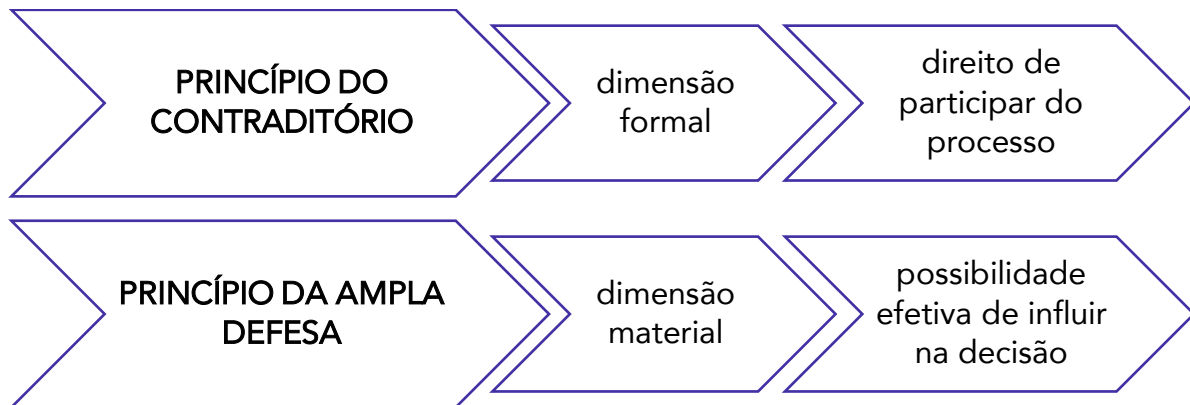 PRINCÍPIO DO
CONTRADITÓRIO
dimensão
formal
direito de
participar do
processo
PRINCÍPIO DA AMPLA
DEFESA
dimensão
material
possibilidade
efetiva de influir
na decisão